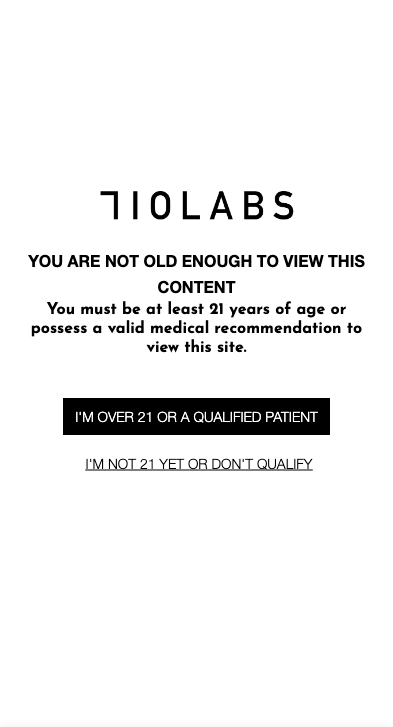 710LABS
YOU ARE NOT OLD ENOUGH TO VIEW THIS
CONTENT
You must be at least 21 years of age or
possess a valid medical recommendation to
view this site.
I'M OVER 21 OR A QUALIFIED PATIENT
I'M NOT 21 YET OR DON'T QUALIFY